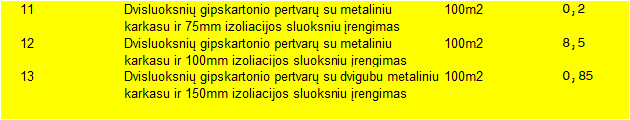 11 Dvisluoksnių gipskartonio pertvarų su metaliniu 100m2 0,2
karkasu ir 75mm izoliacijos sluoksniu įrengimas
12 Dvisluoksnių gipskartonio pertvarų su metaliniu 100m2 8,5
karkasu ir 100mm izoliacijos sluoksniu įrengimas
13 Dvisluoksnių gipskartonio pertvarų su dvigubu metaliniu 100m2 0,85
karkasu ir 150mm izoliacijos sluoksniu įrengimas